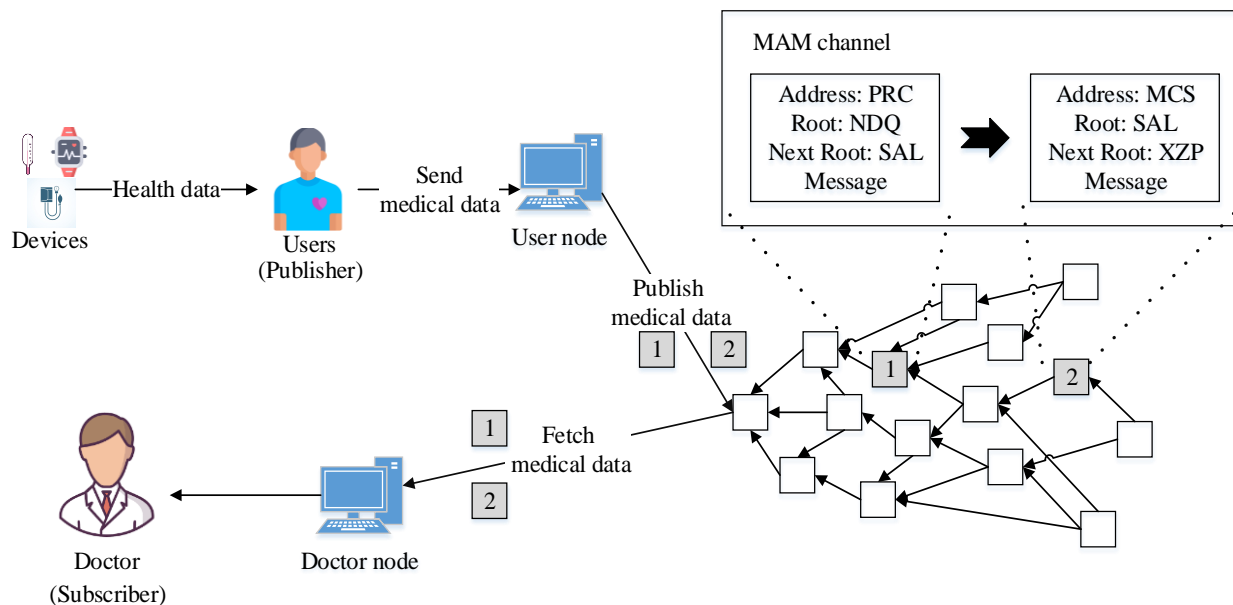 MAM channel
Address: PRC
Root: NDQ
Next Root: SAL
Message
Address: MCS
Root: SAL
Next Root: XZP
Message
Devices
Health data
Users
(Publisher)
Send
medical data
User node
Publish
medical data
1
2
1
2
Fetch
medical data
1
2
Doctor node
Doctor
(Subscriber)